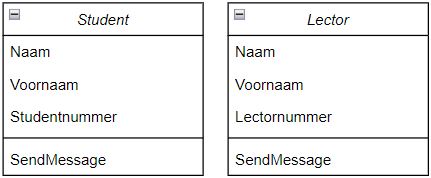 Student
Naam
Voornaam
Studentnummer
SendMessage
Lector
Naam
Voornaam
Lectornummer
SendMessage